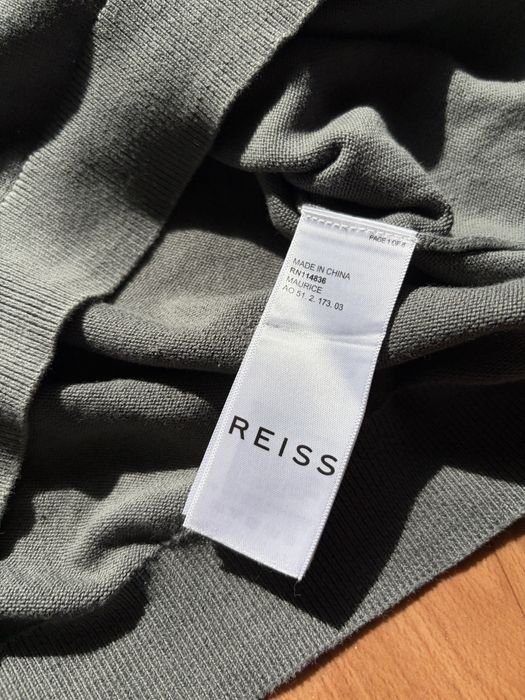 PAGE 1 OF 8
MADE IN CHINA
RN114836
MAURICE
AO 51. 2. 173. 03
REISS